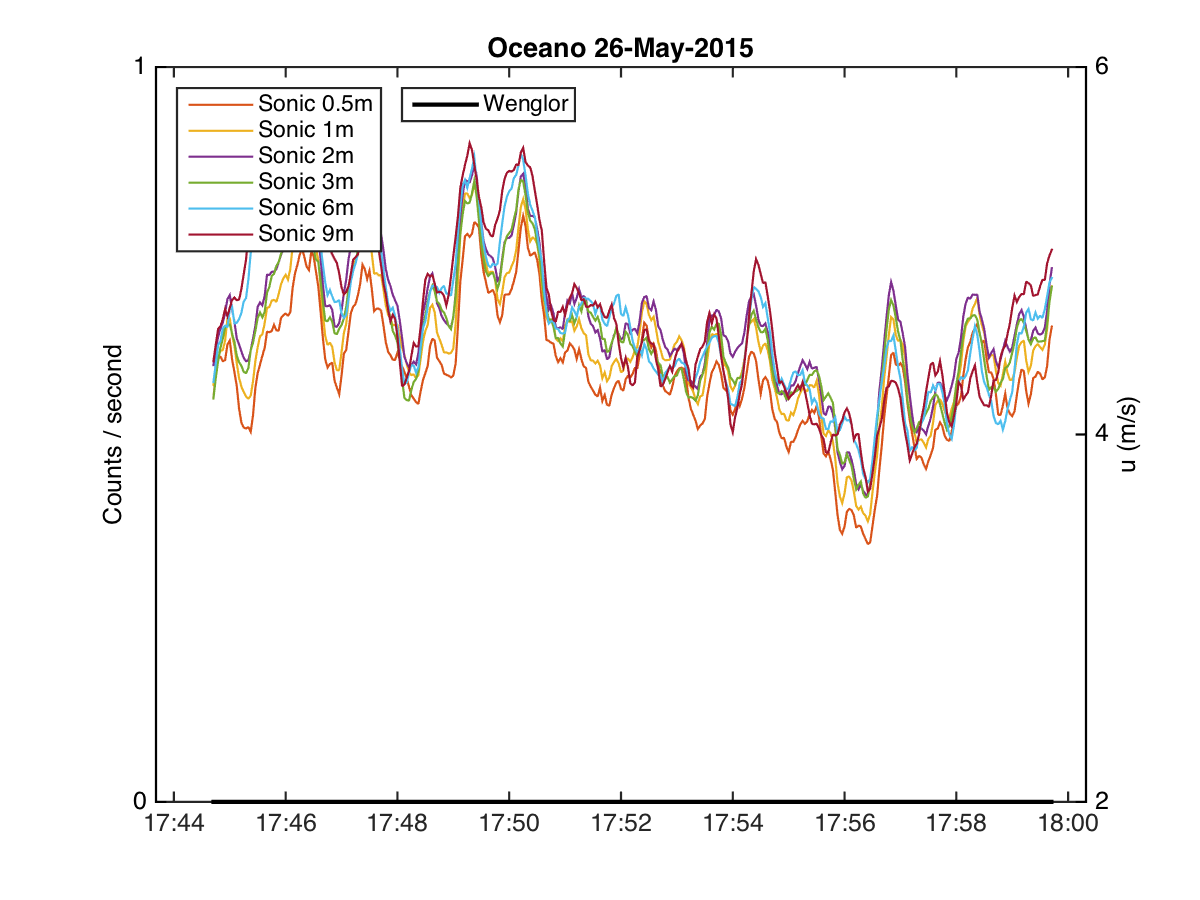 Oceano 26-May-2015
1
6
Sonic 0.5m
Wenglor
Sonic 1m
Sonic 2m
Sonic 3m
Sonic 6m
Sonic 9m
Counts / second
4
u (m/s)
0
2
17:44 17:46 17:48 17:50 17:52 17:54 17:56 17:58 18:00